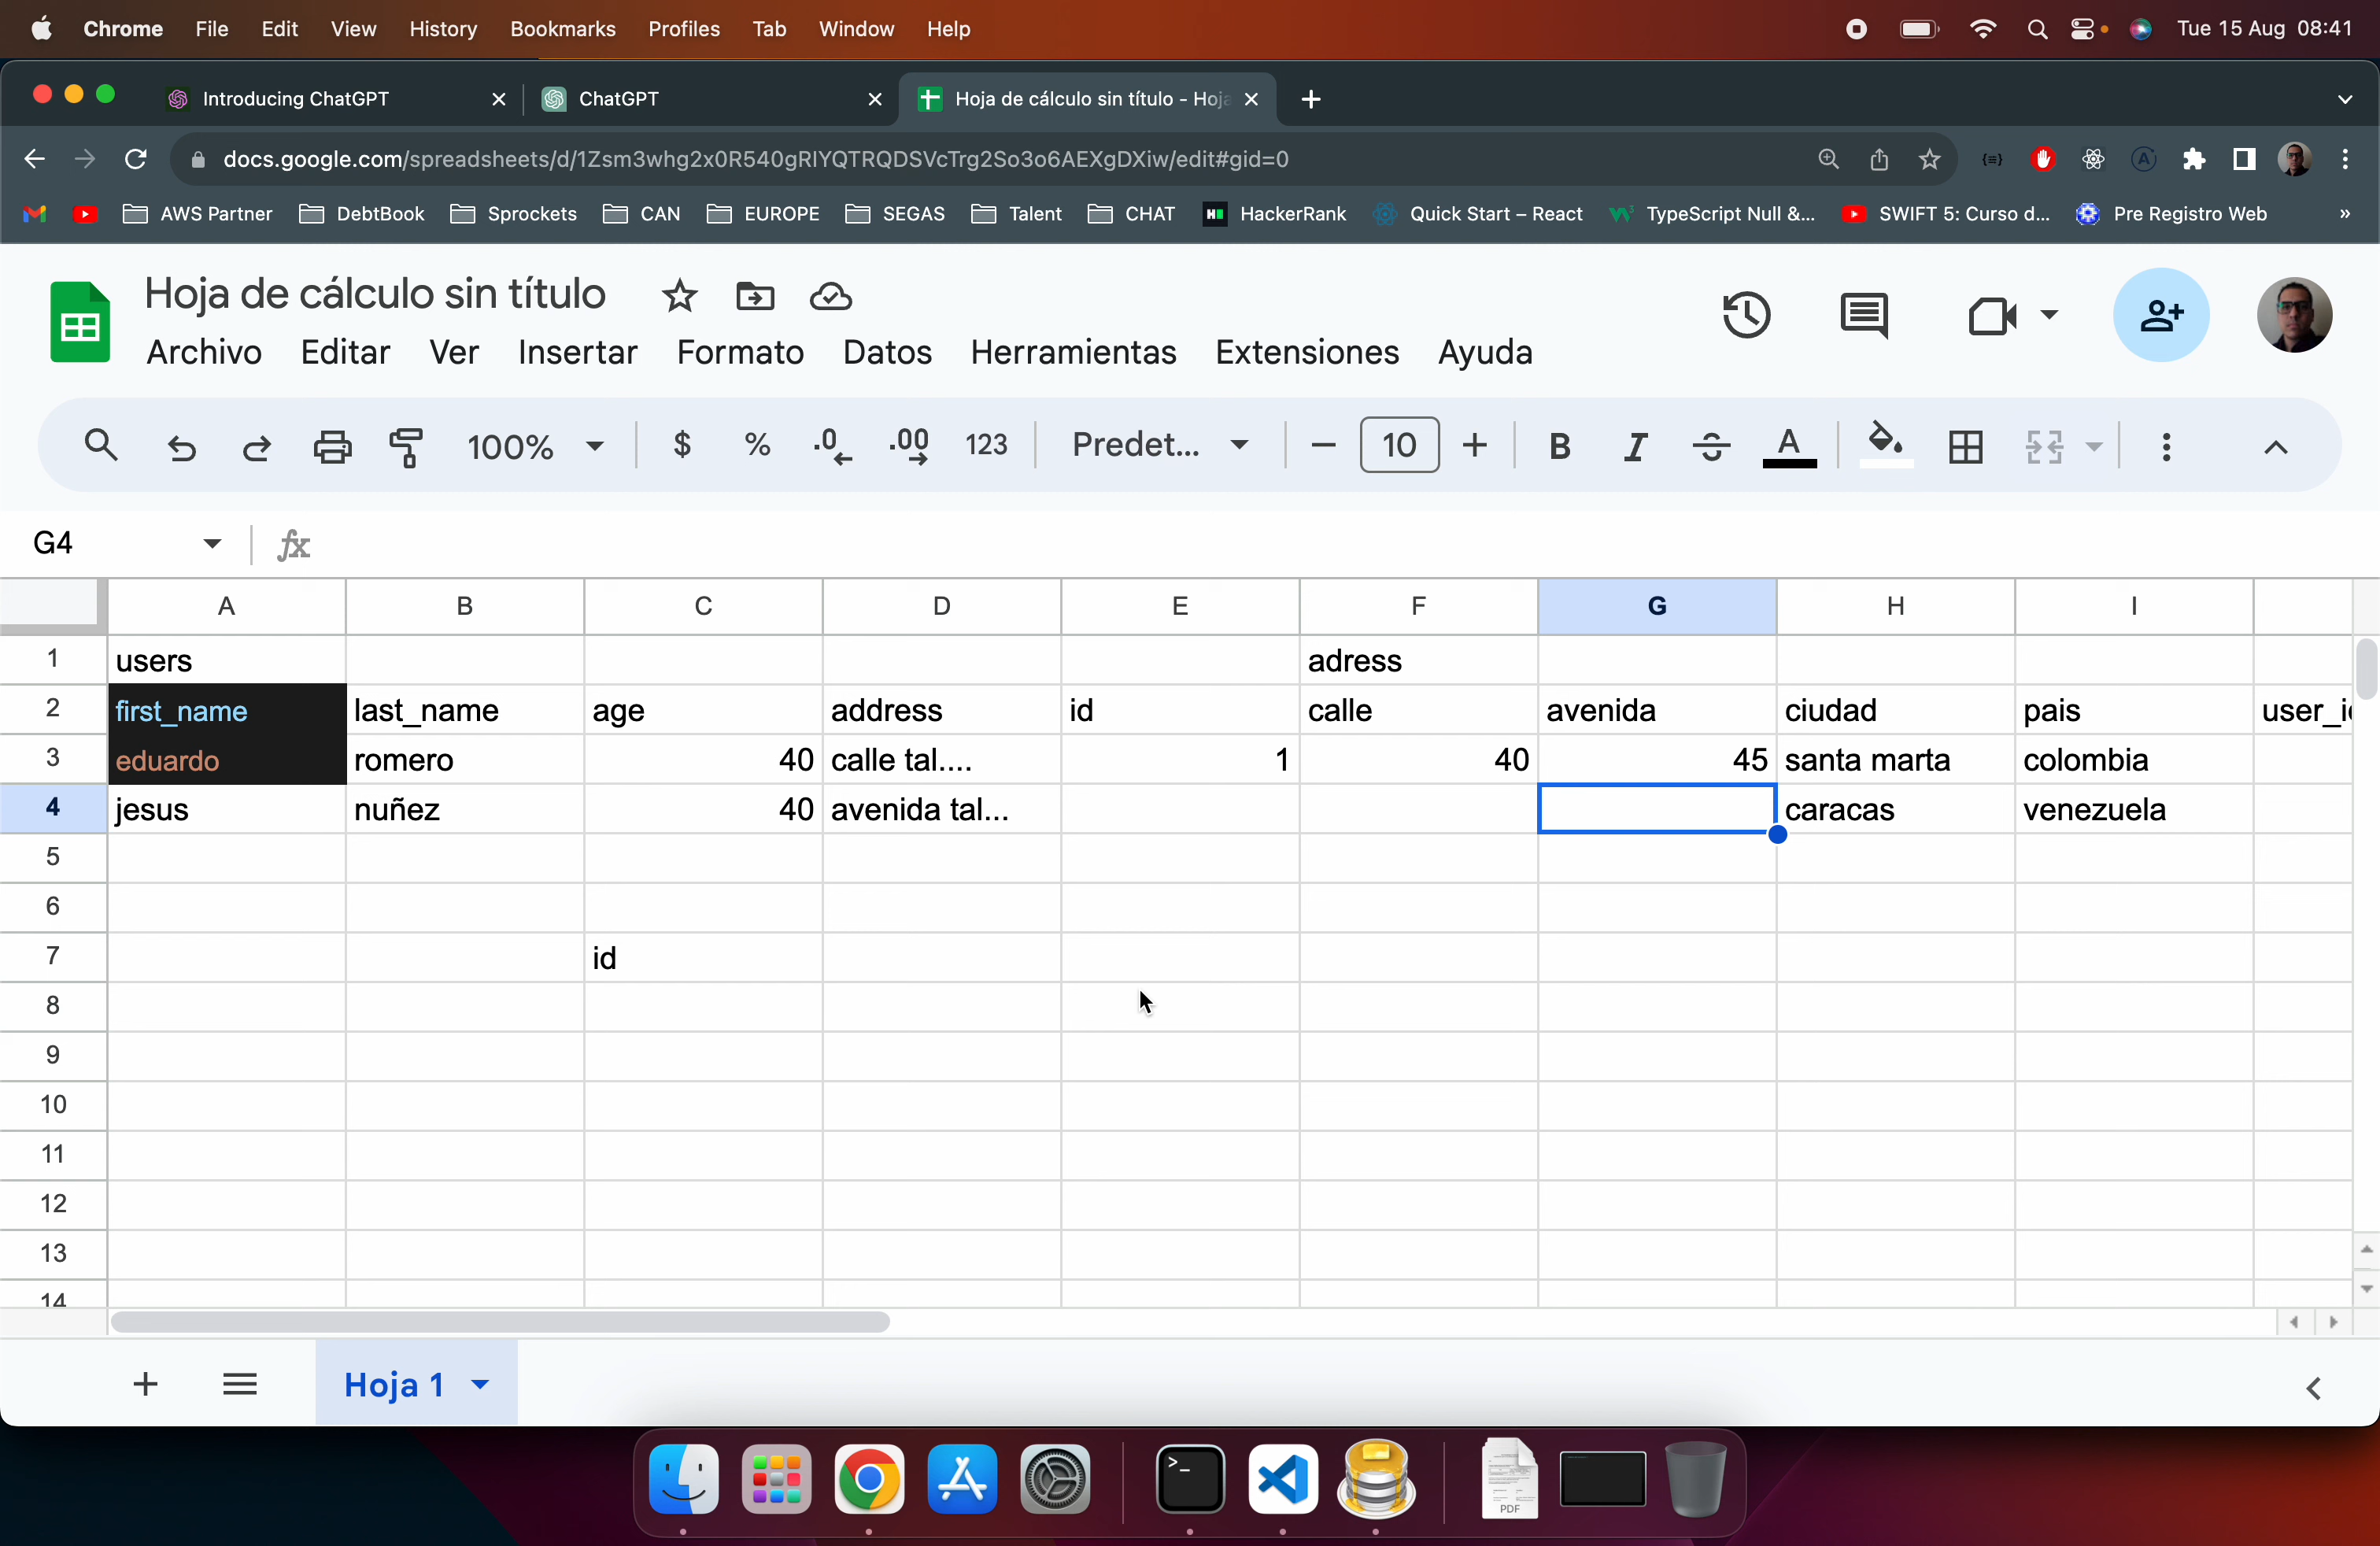 Chrome File Edit View History Bookmarks Profiles Tab Window Help Tue 15 Aug 08:41
Introducing ChatGPT ChatGPT Hoja de cálculo sin título - Hoja
docs.google.com/spreadsheets/d/1Zsm3whg2x0R540gRIYQTRQDSVcTrg2So3o6AEXgDXiw/edit#gid=0
AWS Partner DebtBook Sprockets CAN EUROPE SEGAS Talent CHAT HackerRank Quick Start – React TypeScript Null &... SWIFT 5: Curso d... Pre Registro Web »
Hoja de cálculo sin título
Archivo Editar Ver Insertar Formato Datos Herramientas Extensiones Ayuda
100% $ % .0 .00 123 Predet... − 10 + B I S A
G4 fx
A B C D E F G H I
1 users adress
2 first_name last_name age address id calle avenida ciudad pais user_i
3 eduardo romero 40 calle tal.... 1 40 45 santa marta colombia
4 jesus nuñez 40 avenida tal... caracas venezuela
5
6
7 id
8
9
10
11
12
13
14
Hoja 1
PDF